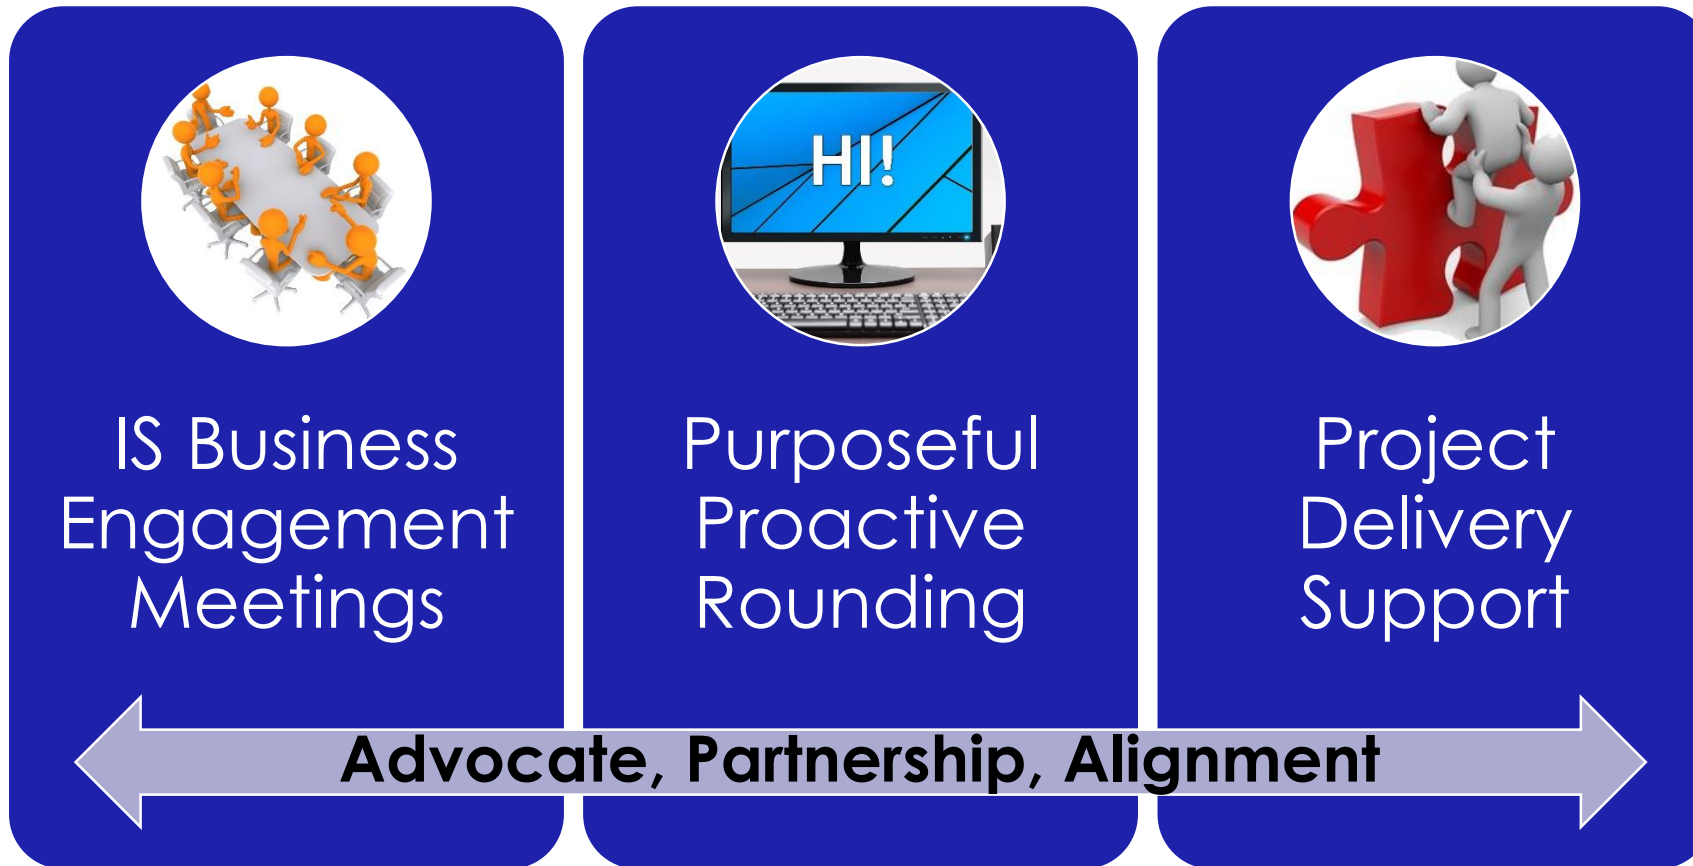 HI!
IS Business
Engagement
Meetings
Purposeful
Proactive
Rounding
Project
Delivery
Support
Advocate, Partnership, Alignment